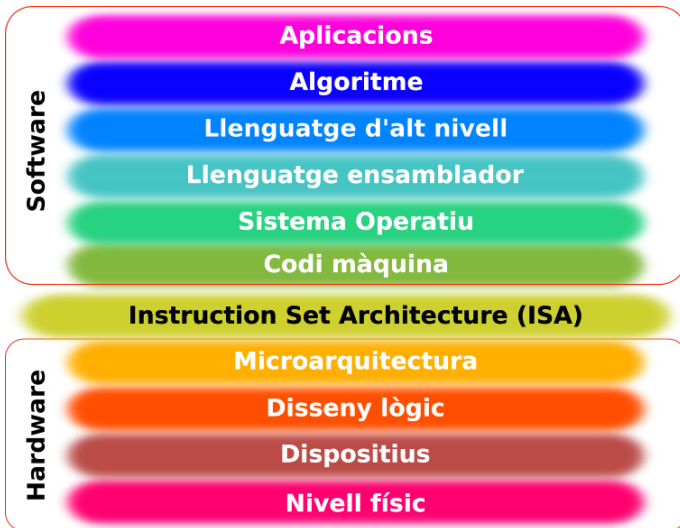 Software
Aplicacions
Algoritme
Llenguatge d'alt nivell
Llenguatge ensamblador
Sistema Operatiu
Codi màquina
Instruction Set Architecture (ISA)
Hardware
Microarquitectura
Disseny lògic
Dispositius
Nivell físic